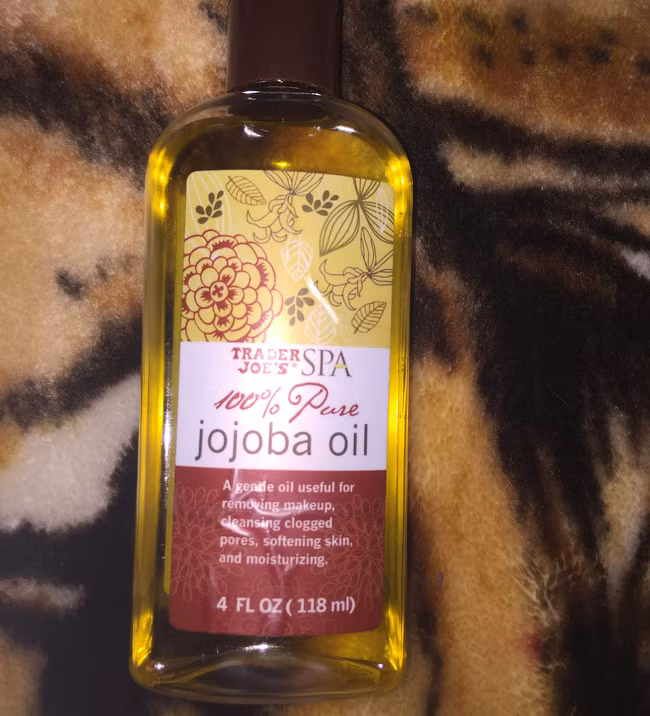 TRADER
JOE'S® SPA
100% Pure
jojoba oil
A gentle oil useful for
removing makeup,
cleansing clogged
pores, softening skin,
and moisturizing.
4 FL OZ ( 118 ml)